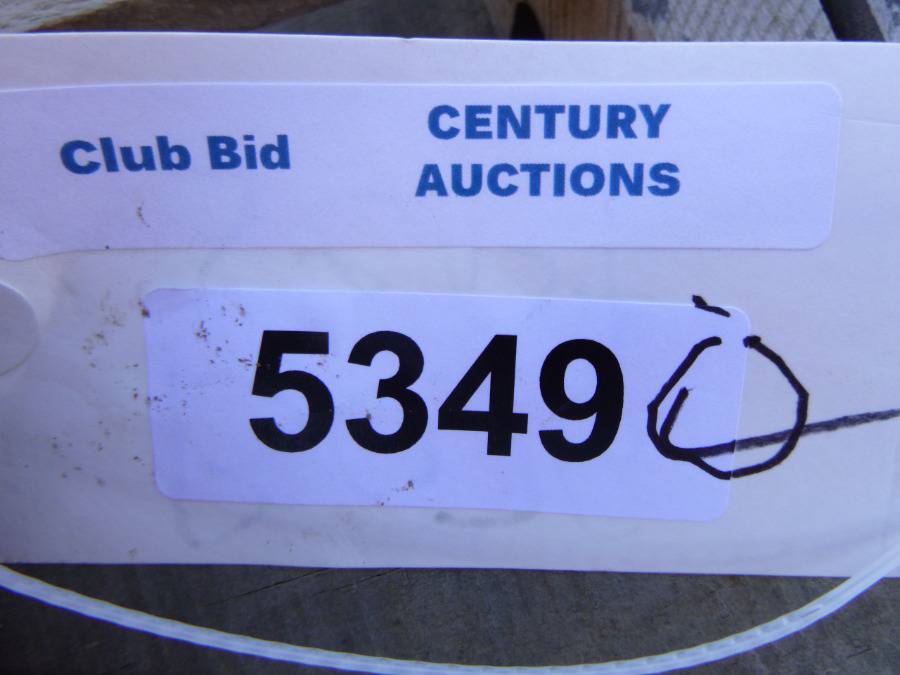 Club Bid
CENTURY
AUCTIONS
5349